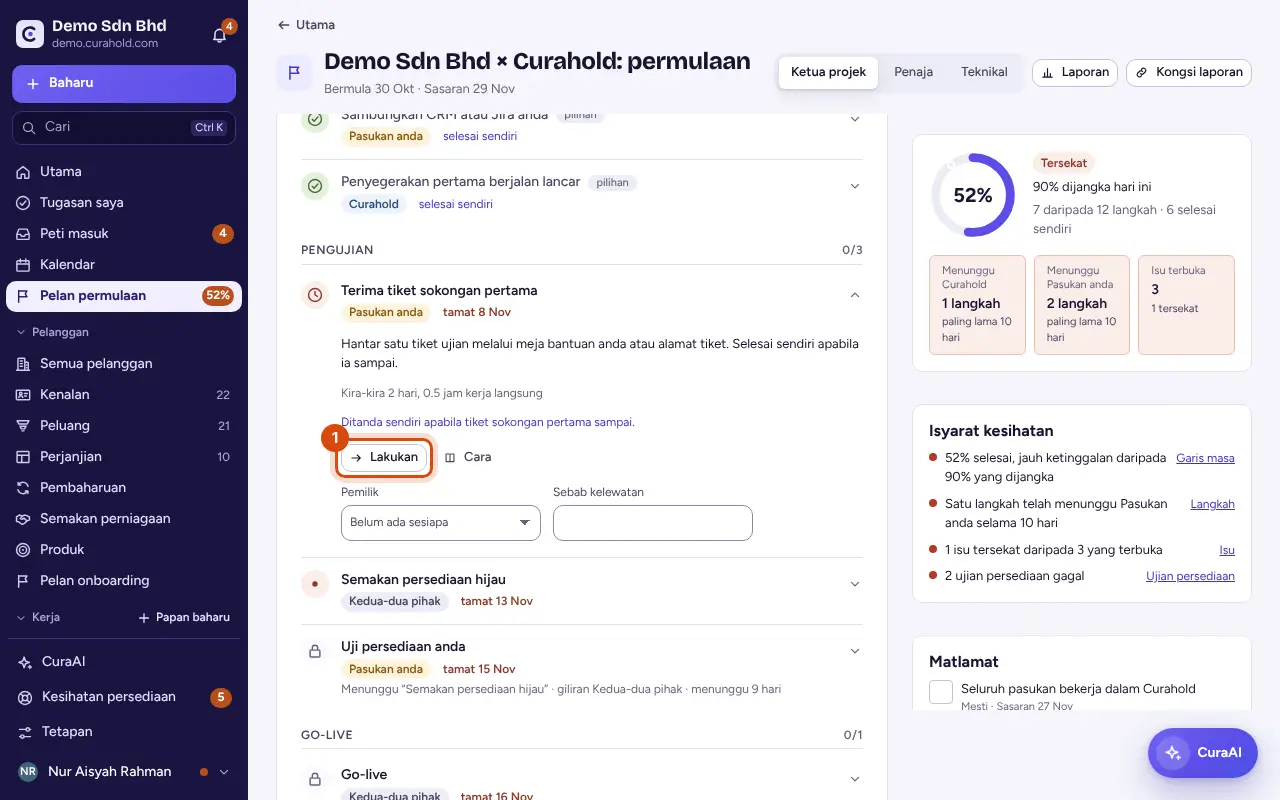 Demo Sdn Bhd
demo.curahold.com
4
Baharu
Cari
Ctrl K
Utama
Tugasan saya
Peti masuk
4
Kalendar
Pelan permulaan
52%
Pelanggan
Semua pelanggan
Kenalan
22
Peluang
21
Perjanjian
10
Pembaharuan
Semakan perniagaan
Produk
Pelan onboarding
Kerja
Papan baharu
CuraAI
Kesihatan persediaan
5
Tetapan
NR
Nur Aisyah Rahman
Utama
Demo Sdn Bhd × Curahold: permulaan
Bermula 30 Okt · Sasaran 29 Nov
Ketua projek
Penaja
Teknikal
Laporan
Kongsi laporan
Sambungkan CRM atau Jira anda
pilihan
Pasukan anda
selesai sendiri
Penyegerakan pertama berjalan lancar
pilihan
Curahold
selesai sendiri
PENGUJIAN
0/3
Terima tiket sokongan pertama
Pasukan anda
tamat 8 Nov
Hantar satu tiket ujian melalui meja bantuan anda atau alamat tiket. Selesai sendiri apabila
ia sampai.
Kira-kira 2 hari, 0.5 jam kerja langsung
Ditanda sendiri apabila tiket sokongan pertama sampai.
1
Lakukan
Cara
Pemilik
Sebab kelewatan
Belum ada sesiapa
Semakan persediaan hijau
Kedua-dua pihak
tamat 13 Nov
Uji persediaan anda
Pasukan anda
tamat 15 Nov
Menunggu “Semakan persediaan hijau” · giliran Kedua-dua pihak · menunggu 9 hari
GO-LIVE
0/1
Go-live
Kedua-dua pihak
tamat 16 Nov
52%
Tersekat
90% dijangka hari ini
7 daripada 12 langkah · 6 selesai
sendiri
Menunggu
Curahold
1 langkah
paling lama 10
hari
Menunggu
Pasukan anda
2 langkah
paling lama 10
hari
Isu terbuka
3
1 tersekat
Isyarat kesihatan
52% selesai, jauh ketinggalan daripada
90% yang dijangka
Garis masa
Satu langkah telah menunggu Pasukan
anda selama 10 hari
Langkah
1 isu tersekat daripada 3 yang terbuka
Isu
2 ujian persediaan gagal
Ujian persediaan
Matlamat
Seluruh pasukan bekerja dalam Curahold
Mesti · Sasaran 27 Nov
CuraAI